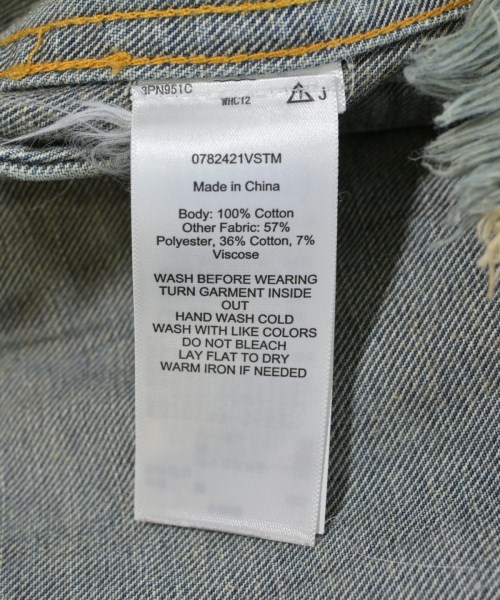 3PN951C
WHC12
J
0782421VSTM
Made in China
Body: 100% Cotton
Other Fabric: 57%
Polyester, 36% Cotton, 7%
Viscose
WASH BEFORE WEARING
TURN GARMENT INSIDE
OUT
HAND WASH COLD
WASH WITH LIKE COLORS
DO NOT BLEACH
LAY FLAT TO DRY
WARM IRON IF NEEDED